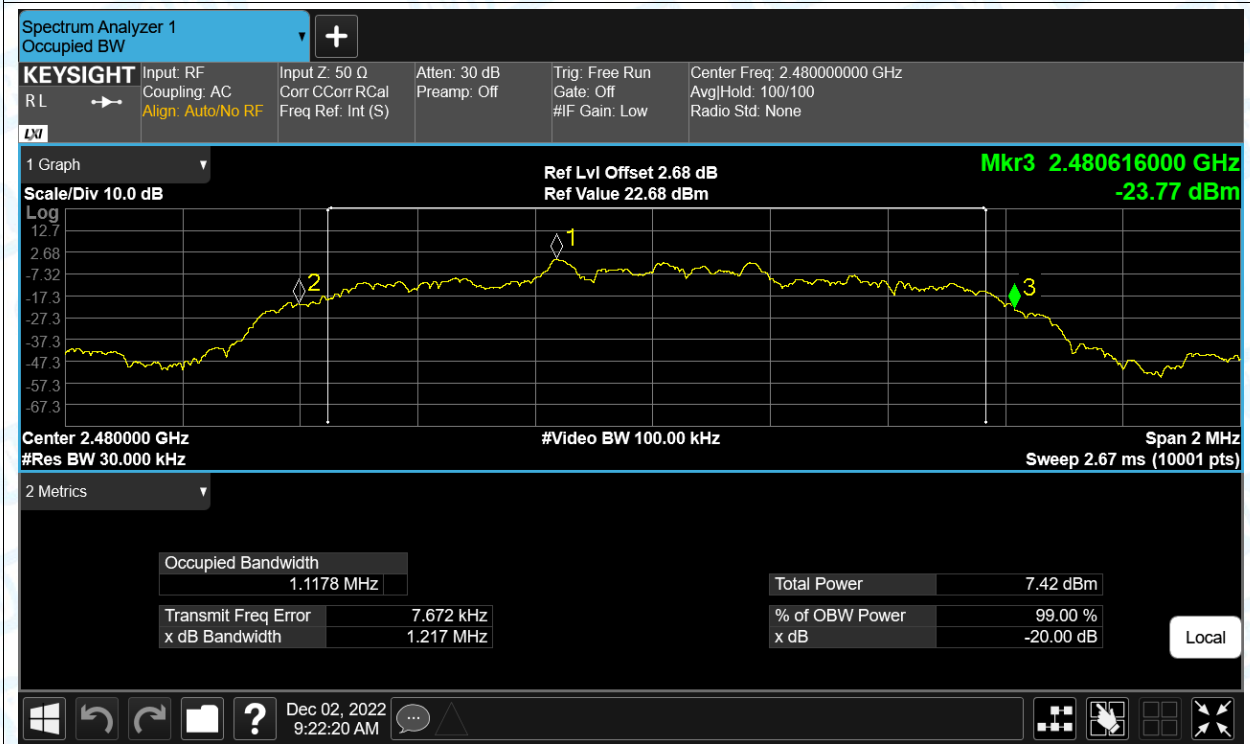 Spectrum Analyzer 1
Occupied BW
+
KEYSIGHT
R L
LXI
Input: RF
Coupling: AC
Align: Auto/No RF
Input Z: 50 Ω
Corr CCorr RCal
Freq Ref: Int (S)
Atten: 30 dB
Preamp: Off
Trig: Free Run
Gate: Off
#IF Gain: Low
Center Freq: 2.480000000 GHz
Avg|Hold: 100/100
Radio Std: None
1 Graph
Scale/Div 10.0 dB
Ref Lvl Offset 2.68 dB
Ref Value 22.68 dBm
Mkr3 2.480616000 GHz
-23.77 dBm
Log
12.7
2.68
-7.32
-17.3
-27.3
-37.3
-47.3
-57.3
-67.3
1
2
3
Center 2.480000 GHz
#Video BW 100.00 kHz
Span 2 MHz
#Res BW 30.000 kHz
Sweep 2.67 ms (10001 pts)
2 Metrics
Occupied Bandwidth
1.1178 MHz
Total Power 7.42 dBm
Transmit Freq Error 7.672 kHz
% of OBW Power 99.00 %
x dB Bandwidth 1.217 MHz
x dB -20.00 dB
Local
?
Dec 02, 2022
9:22:20 AM